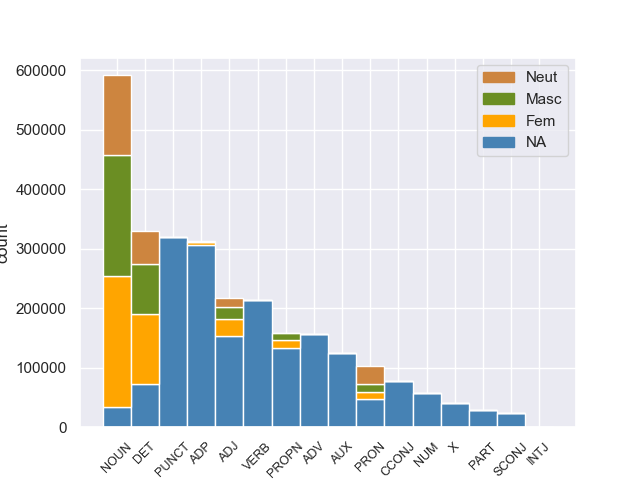 600000
500000
400000
300000
200000
100000
0
count
Neut
Masc
Fem
NA
NOUN
DET
PUNCT
ADP
ADJ
VERB
PROPN
ADV
AUX
PRON
CCONJ
NUM
X
PART
SCONJ
INTJ